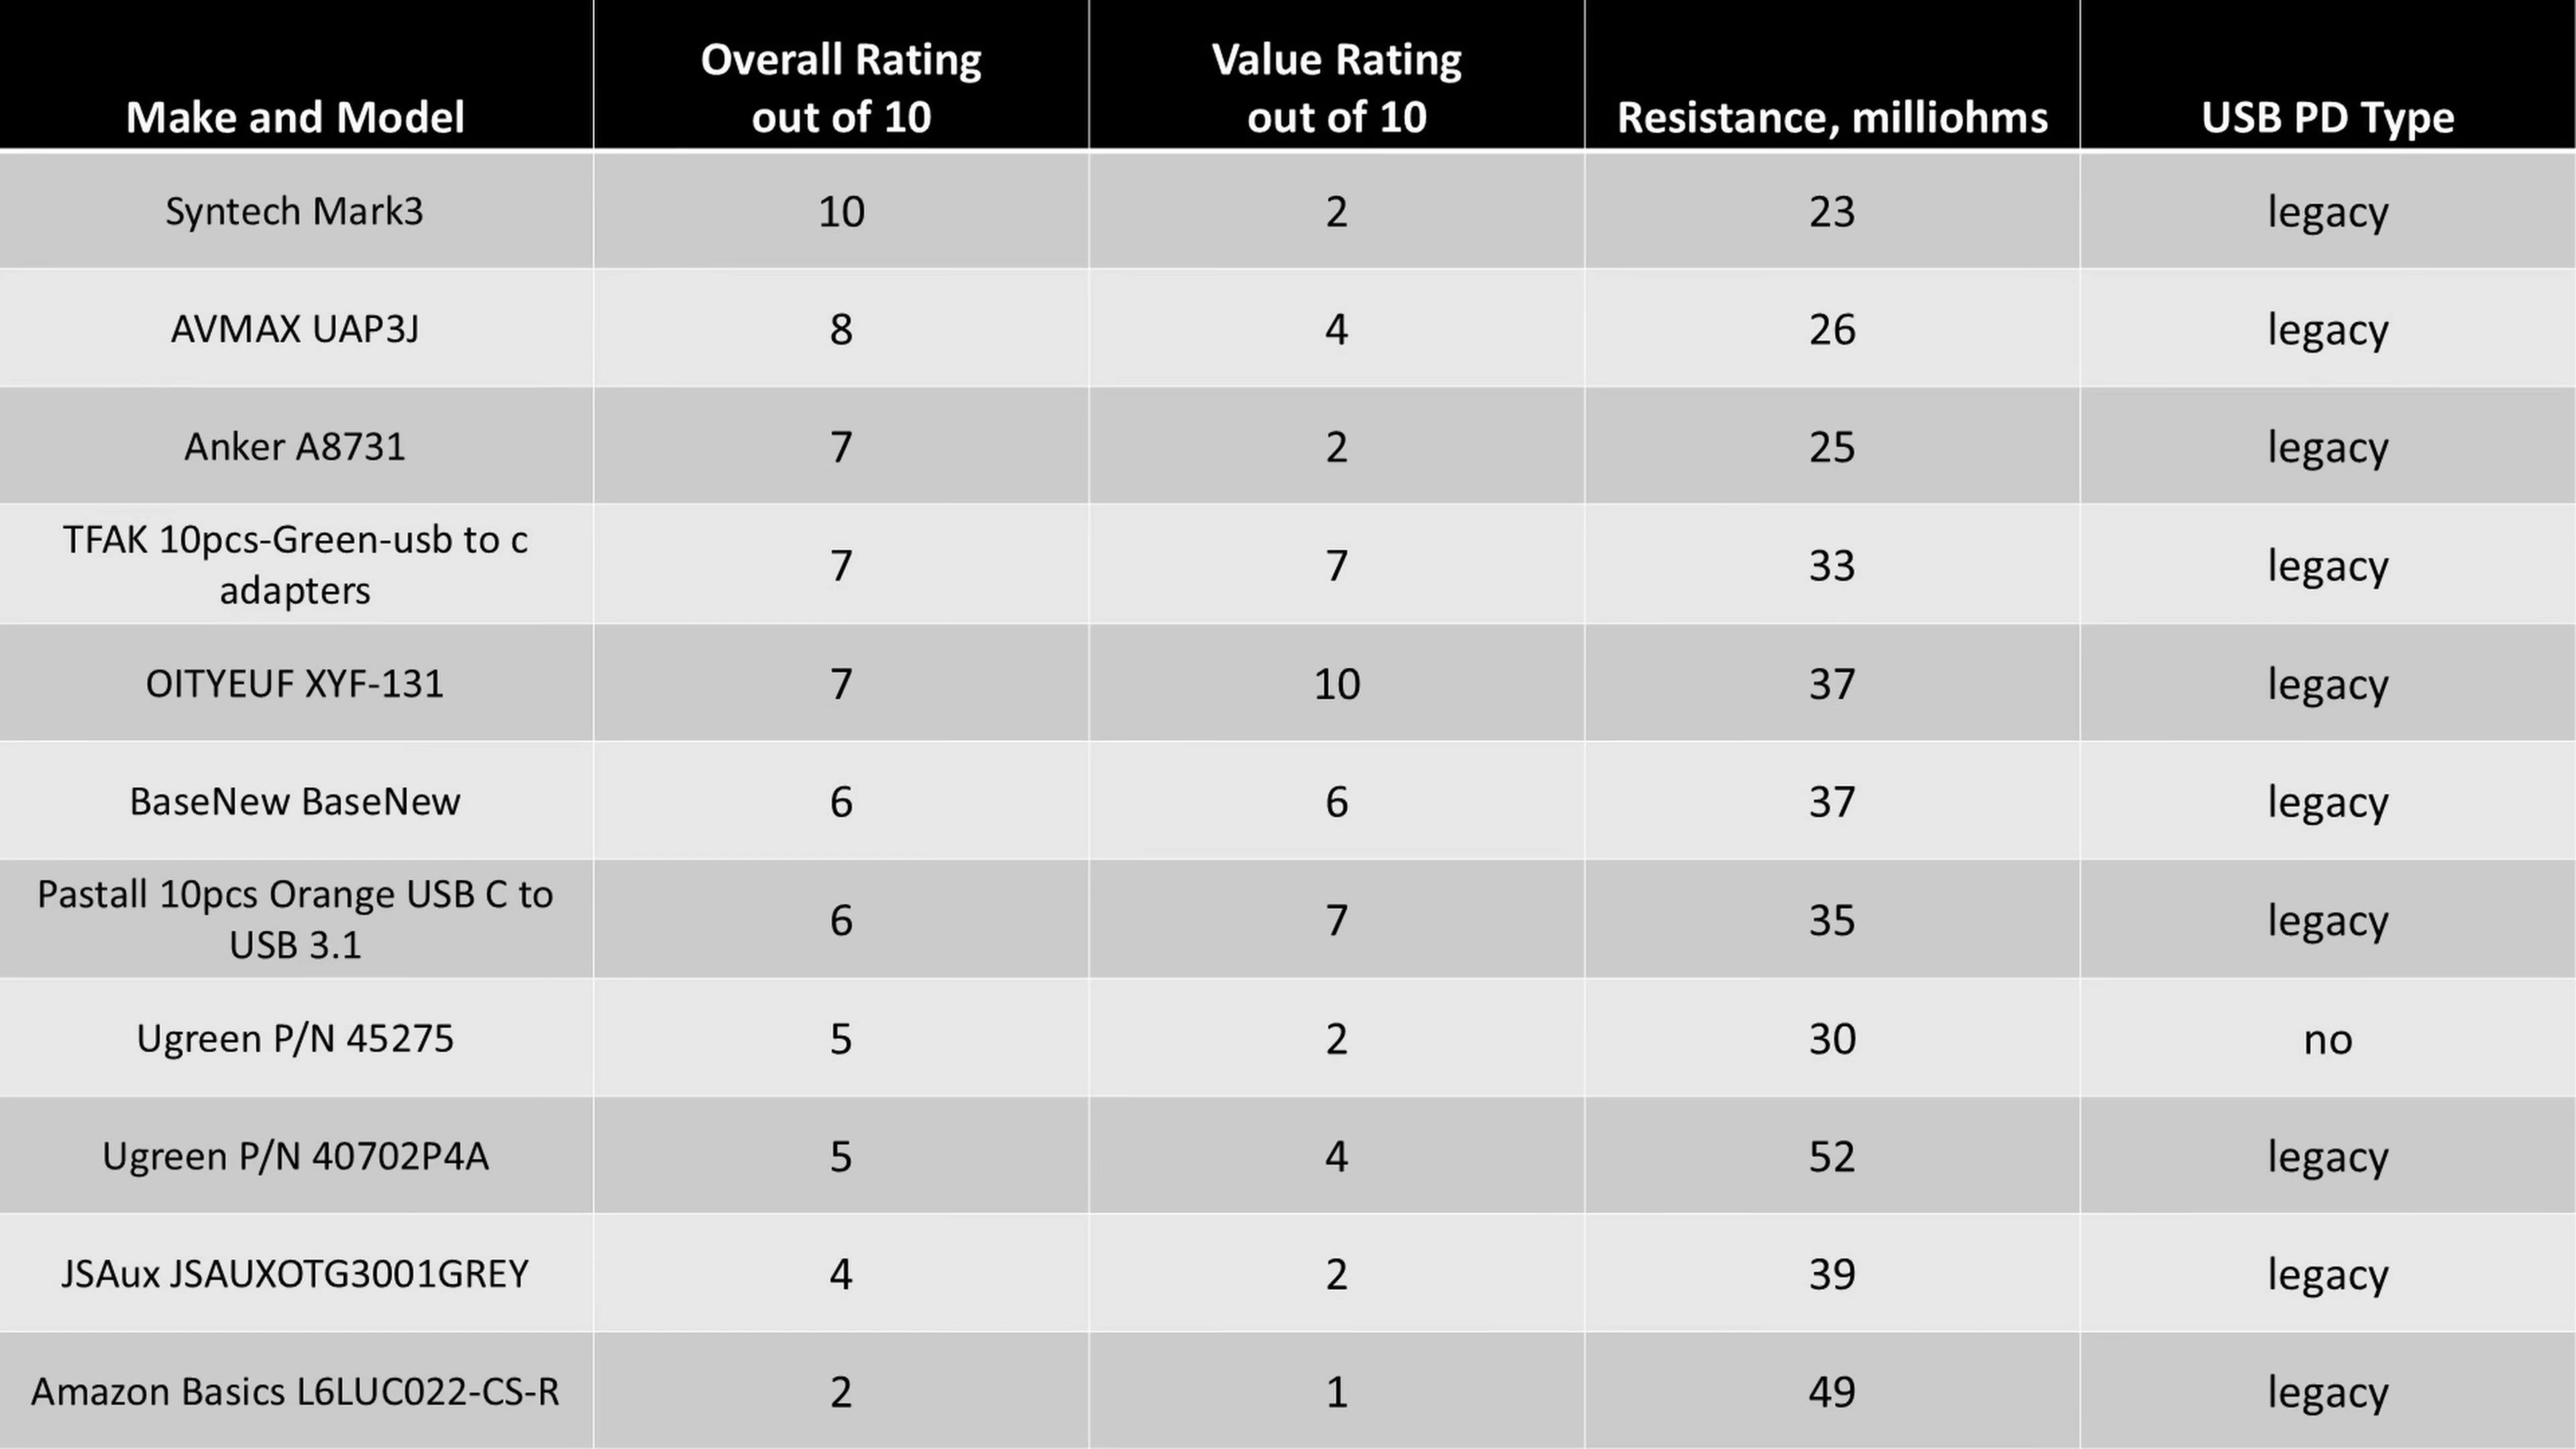 Make and Model Overall Rating out of 10 Value Rating out of 10 Resistance, milliohms USB PD Type
Syntech Mark3 10 2 23 legacy
AVMAX UAP3J 8 4 26 legacy
Anker A8731 7 2 25 legacy
TFAK 10pcs-Green-usb to c adapters 7 7 33 legacy
OITYEUF XYF-131 7 10 37 legacy
BaseNew BaseNew 6 6 37 legacy
Pastall 10pcs Orange USB C to USB 3.1 6 7 35 legacy
Ugreen P/N 45275 5 2 30 no
Ugreen P/N 40702P4A 5 4 52 legacy
JSAux JSAUXOTG3001GREY 4 2 39 legacy
Amazon Basics L6LUC022-CS-R 2 1 49 legacy